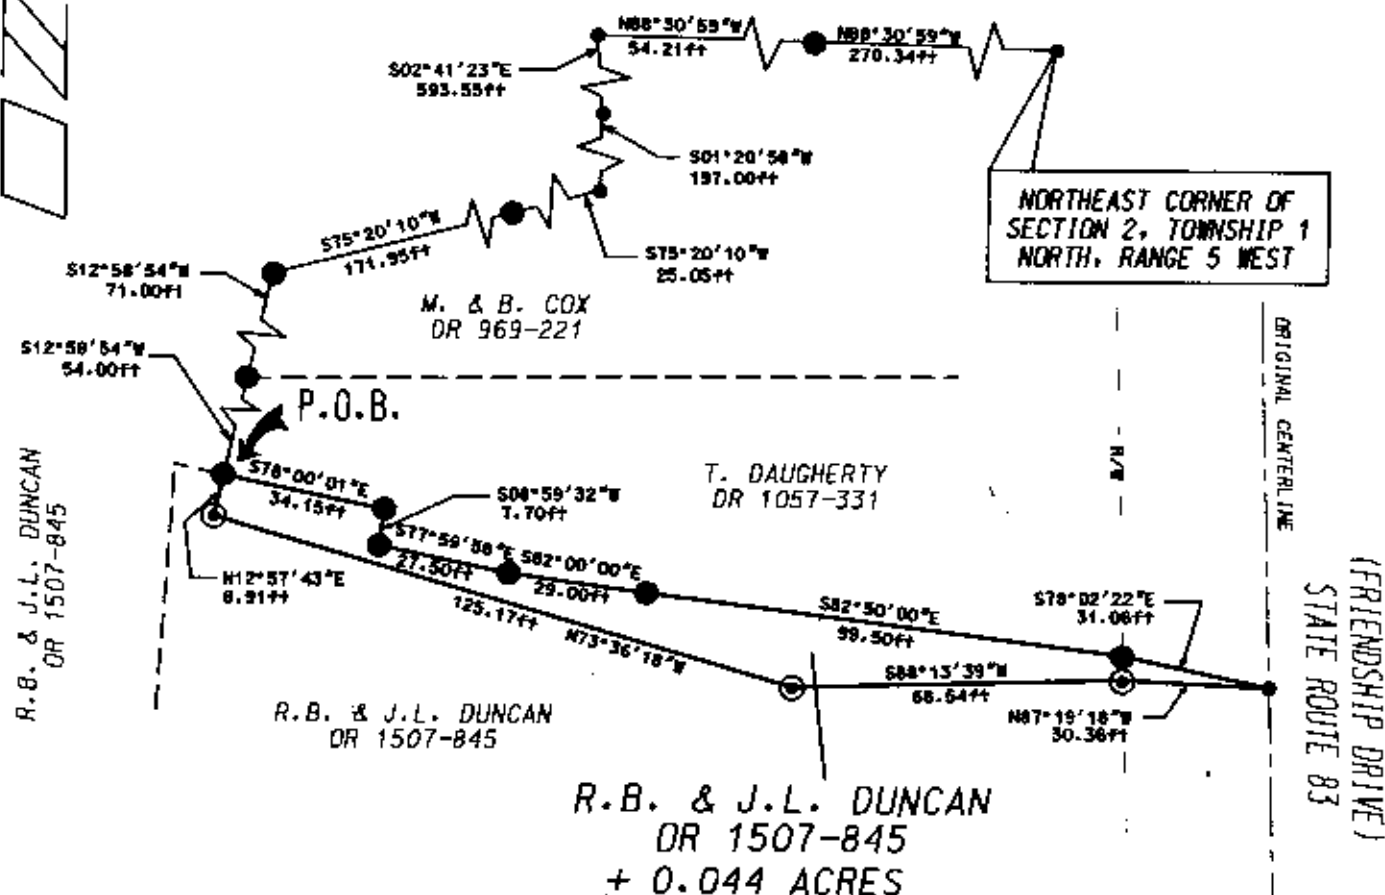 N88°30'59"W
54.21ft
N88°30'59"W
270.34ft
S02°41'23"E
593.55ft
S01°20'58"W
197.00ft
NORTHEAST CORNER OF
SECTION 2, TOWNSHIP 1
NORTH, RANGE 5 WEST
S75°20'10"W
171.95ft
S75°20'10"W
25.05ft
S12°58'54"W
71.00ft
M. & B. COX
OR 969-221
S12°58'54"W
54.00ft
P.O.B.
ORIGINAL CENTERLINE
R/W
R.B. & J.L. DUNCAN
OR 1507-845
S78°00'01"E
34.15ft
S08°59'32"W
7.70ft
T. DAUGHERTY
OR 1057-331
S77°59'58"E
27.50ft
S82°00'00"E
29.00ft
N12°57'43"E
8.91ft
125.17ft
N73°36'18"W
S82°50'00"E
99.50ft
S78°02'22"E
31.08ft
S88°13'39"W
68.54ft
N87°19'18"W
30.36ft
(FRIENDSHIP DRIVE)
STATE ROUTE 83
R.B. & J.L. DUNCAN
OR 1507-845
R.B. & J.L. DUNCAN
OR 1507-845
+ 0.044 ACRES